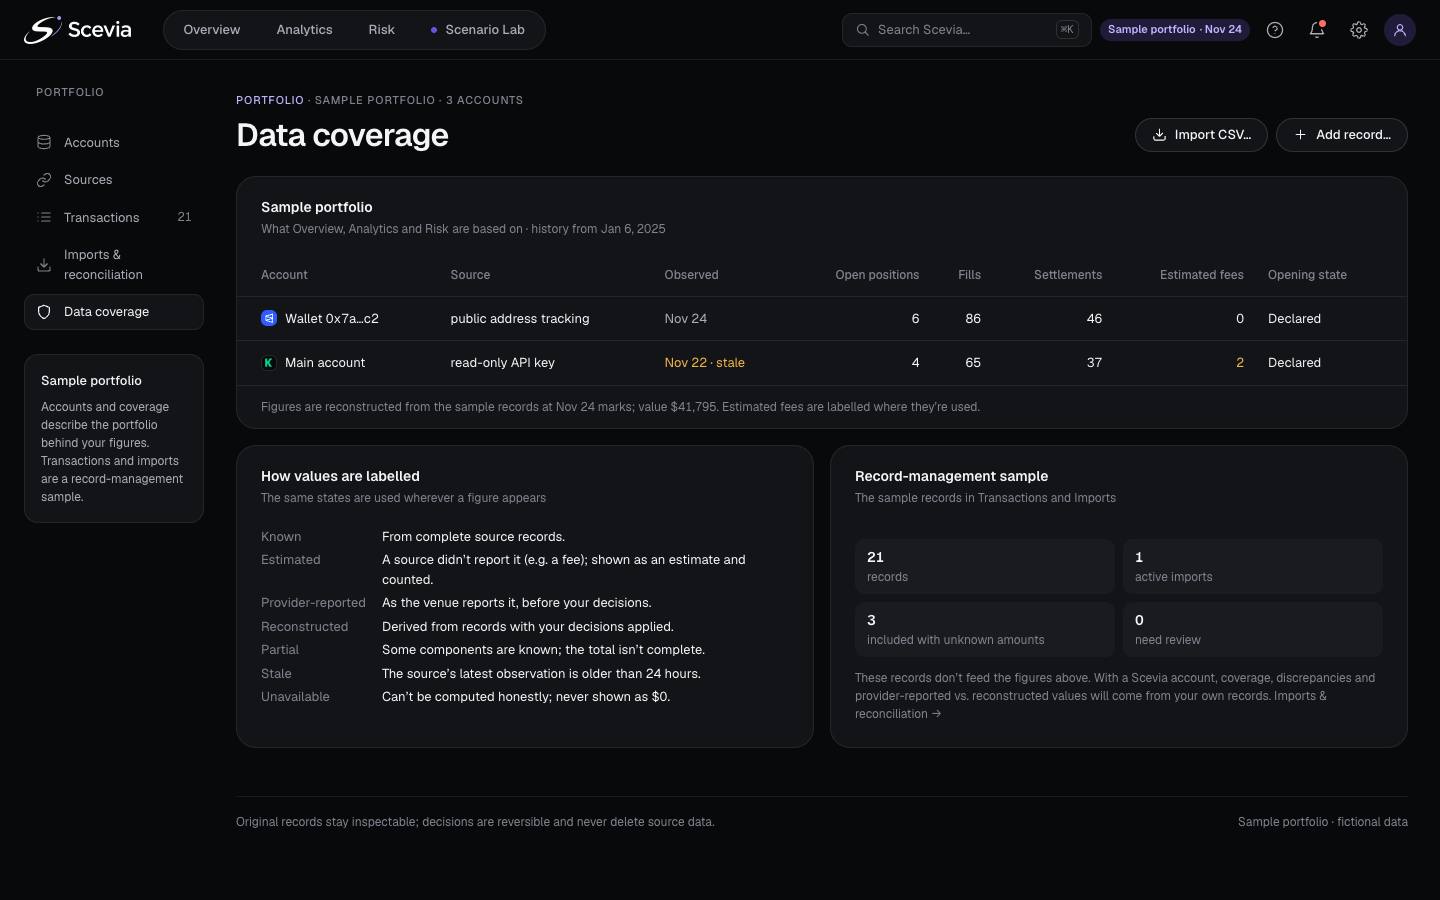 Scevia
Overview
Analytics
Risk
Scenario Lab
Search Scevia...
⌘K
Sample portfolio · Nov 24
PORTFOLIO
Accounts
Sources
Transactions 21
Imports &
reconciliation
Data coverage
Sample portfolio
Accounts and coverage
describe the portfolio
behind your figures.
Transactions and imports
are a record-management
sample.
PORTFOLIO · SAMPLE PORTFOLIO · 3 ACCOUNTS
Data coverage
Import CSV...
Add record...
Sample portfolio
What Overview, Analytics and Risk are based on · history from Jan 6, 2025
Account Source Observed Open positions Fills Settlements Estimated fees Opening state
Wallet 0x7a...c2 public address tracking Nov 24 6 86 46 0 Declared
K Main account read-only API key Nov 22 · stale 4 65 37 2 Declared
Figures are reconstructed from the sample records at Nov 24 marks; value $41,795. Estimated fees are labelled where they're used.
How values are labelled
The same states are used wherever a figure appears
Known From complete source records.
Estimated A source didn't report it (e.g. a fee); shown as an estimate and
counted.
Provider-reported As the venue reports it, before your decisions.
Reconstructed Derived from records with your decisions applied.
Partial Some components are known; the total isn't complete.
Stale The source's latest observation is older than 24 hours.
Unavailable Can't be computed honestly; never shown as $0.
Record-management sample
The sample records in Transactions and Imports
21
records
1
active imports
3
included with unknown amounts
0
need review
These records don't feed the figures above. With a Scevia account, coverage, discrepancies and
provider-reported vs. reconstructed values will come from your own records. Imports &
reconciliation →
Original records stay inspectable; decisions are reversible and never delete source data.
Sample portfolio · fictional data